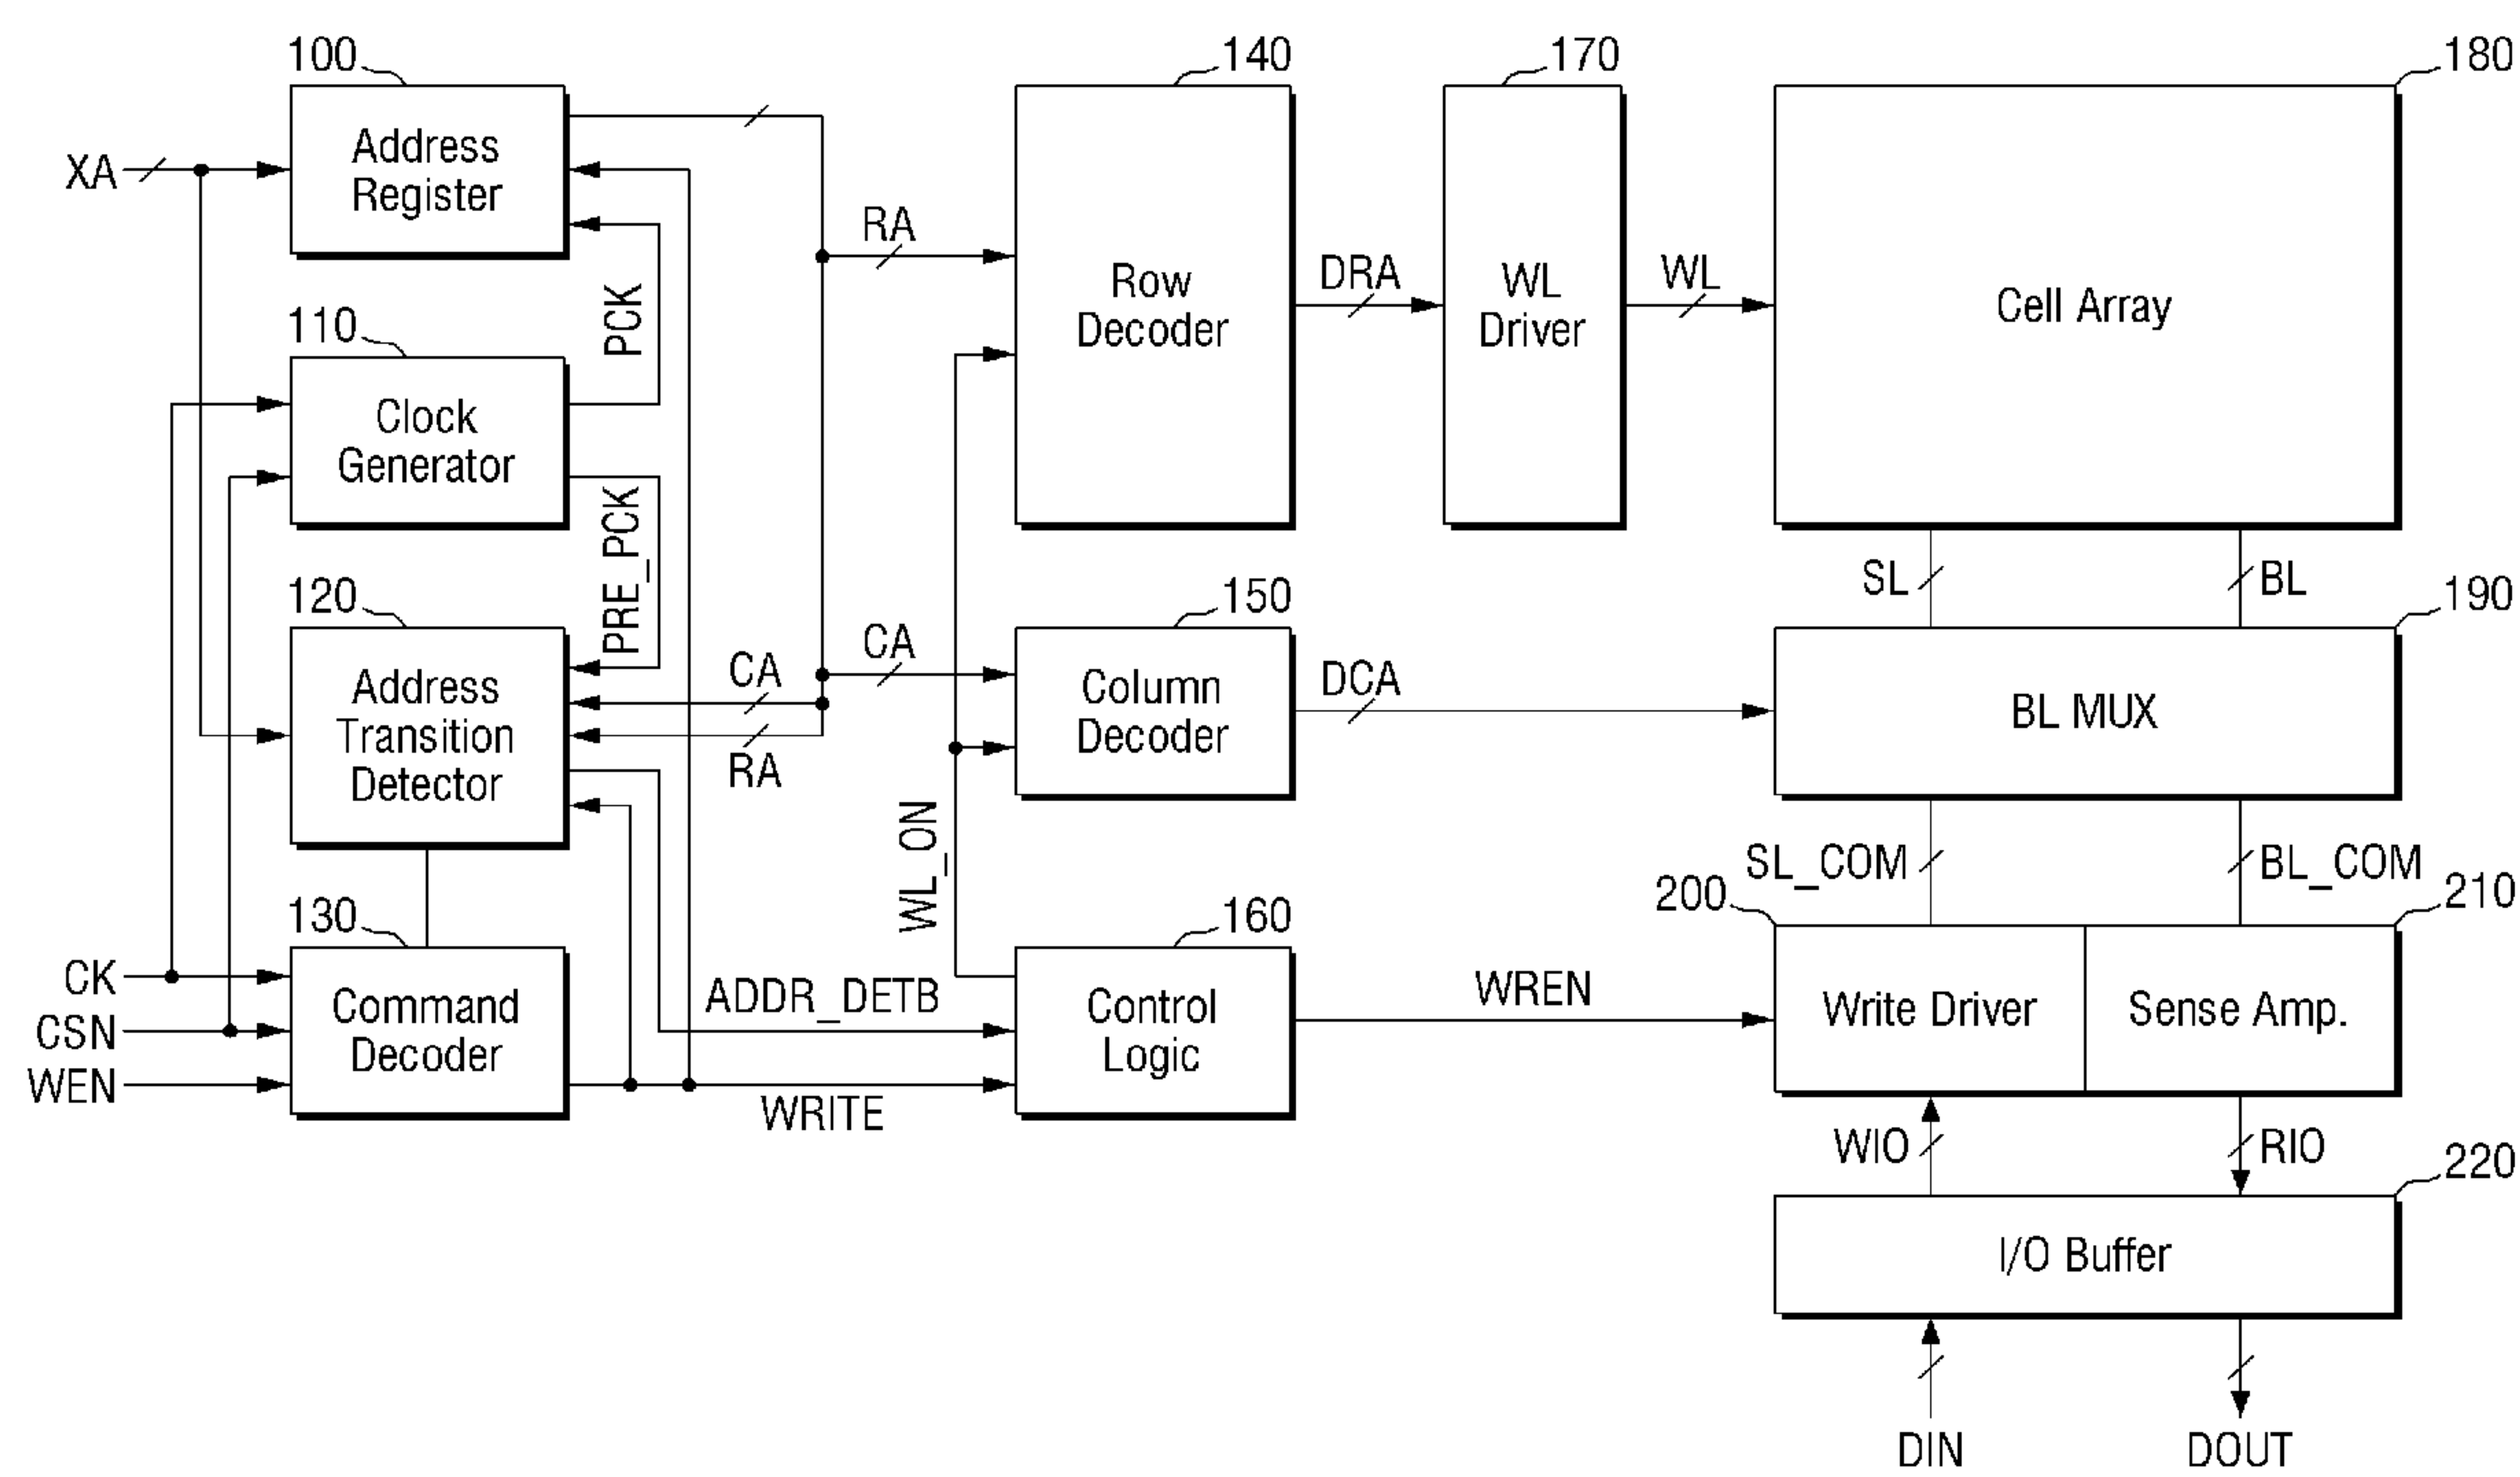 100
Address
Register
XA
110
Clock
Generator
PCK
PRE_PCK
120
Address
Transition
Detector
CA
RA
130
Command
Decoder
CK
CSN
WEN
ADDR_DETB
WRITE
RA
140
Row
Decoder
CA
150
Column
Decoder
WL_ON
160
Control
Logic
DRA
170
WL
Driver
WL
180
Cell Array
SL
BL
DCA
190
BL MUX
SL_COM
BL_COM
WREN
200
Write Driver
210
Sense Amp.
WIO
RIO
220
I/O Buffer
DIN
DOUT